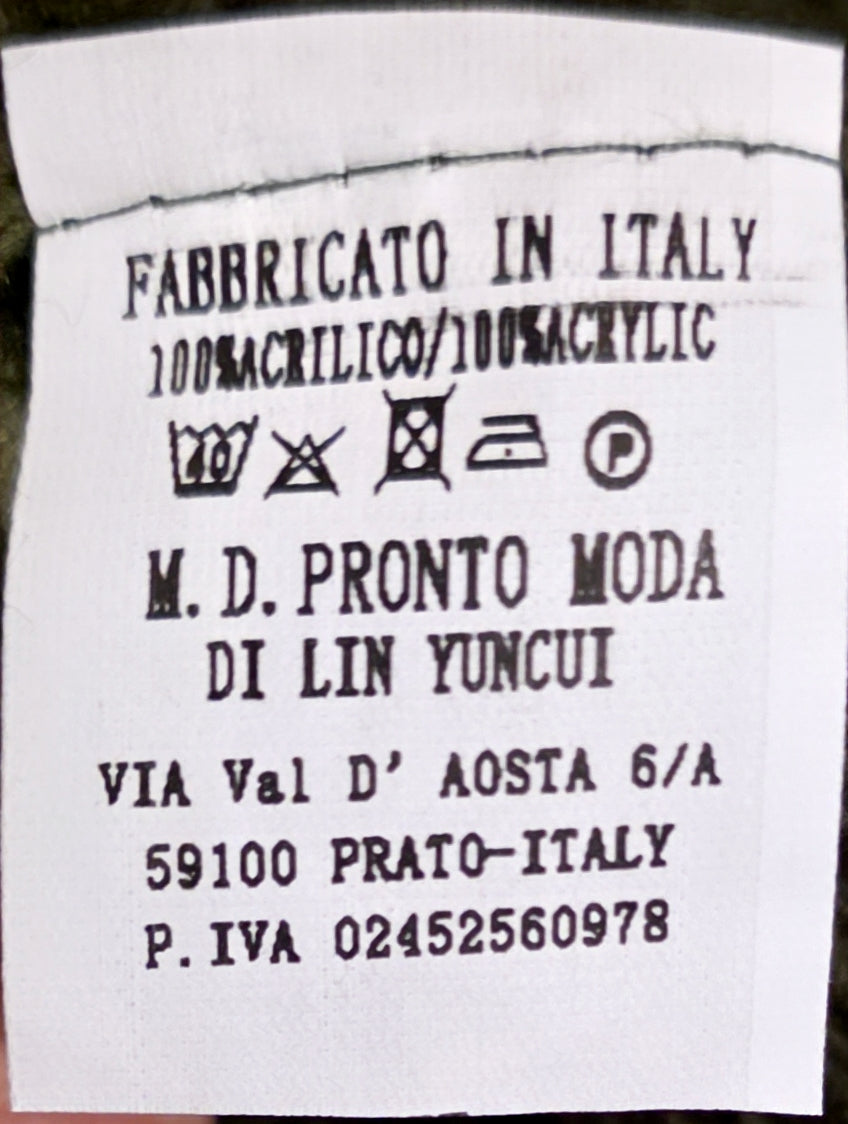 FABBRICATO IN ITALY
100%ACRILICO/100%ACRYLIC
40 P
M.D.PRONTO MODA
DI LIN YUNCUI
VIA Val D' AOSTA 6/A
59100 PRATO-ITALY
P.IVA 02452560978